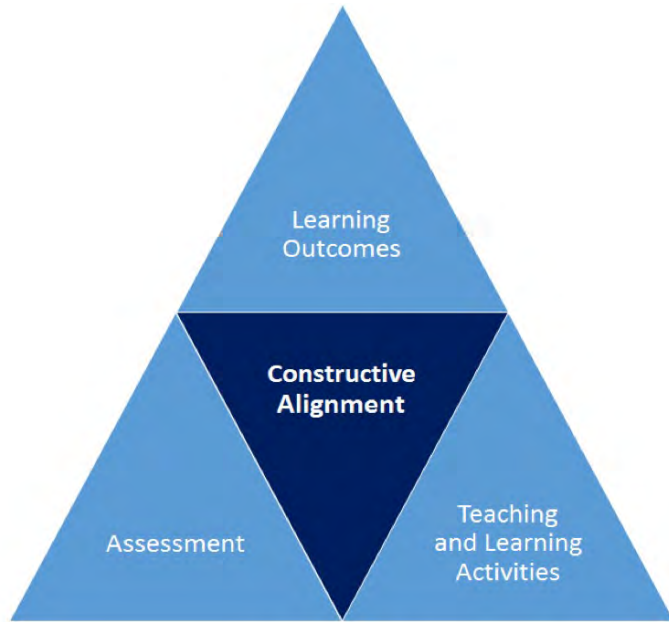 Learning
Outcomes
Constructive
Alignment
Assessment
Teaching
and Learning
Activities